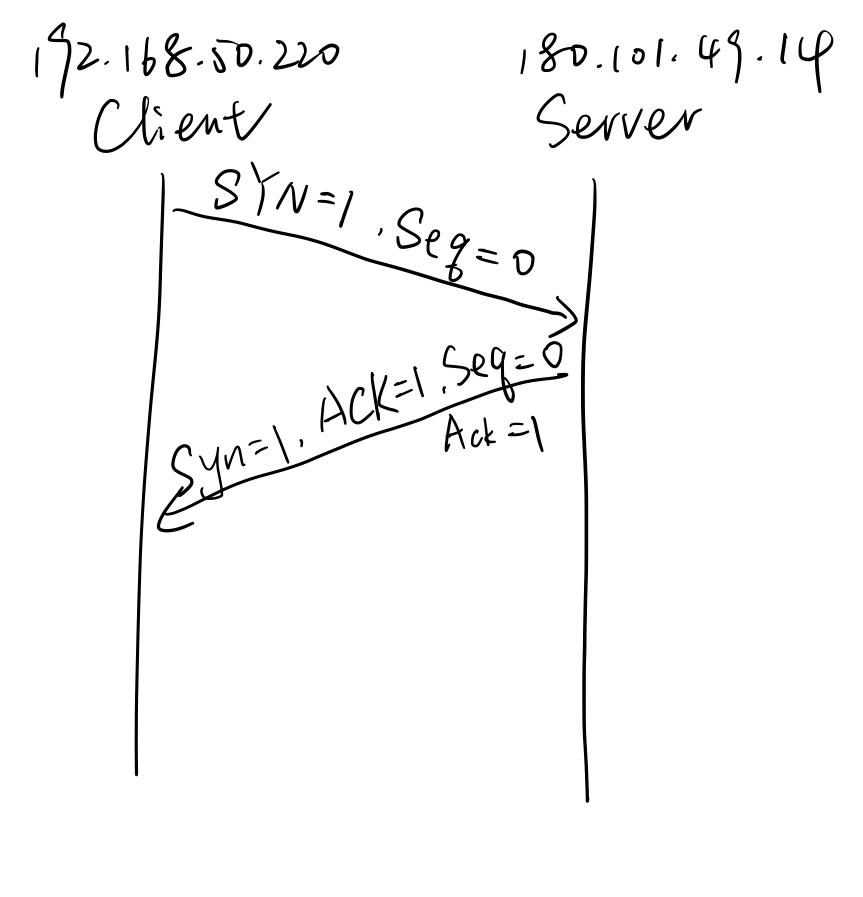 192.168.50.220
180.101.49.14
Client
Server
SYN=1, Seq=0
Syn=1, ACK=1, Seq=0
Ack=1